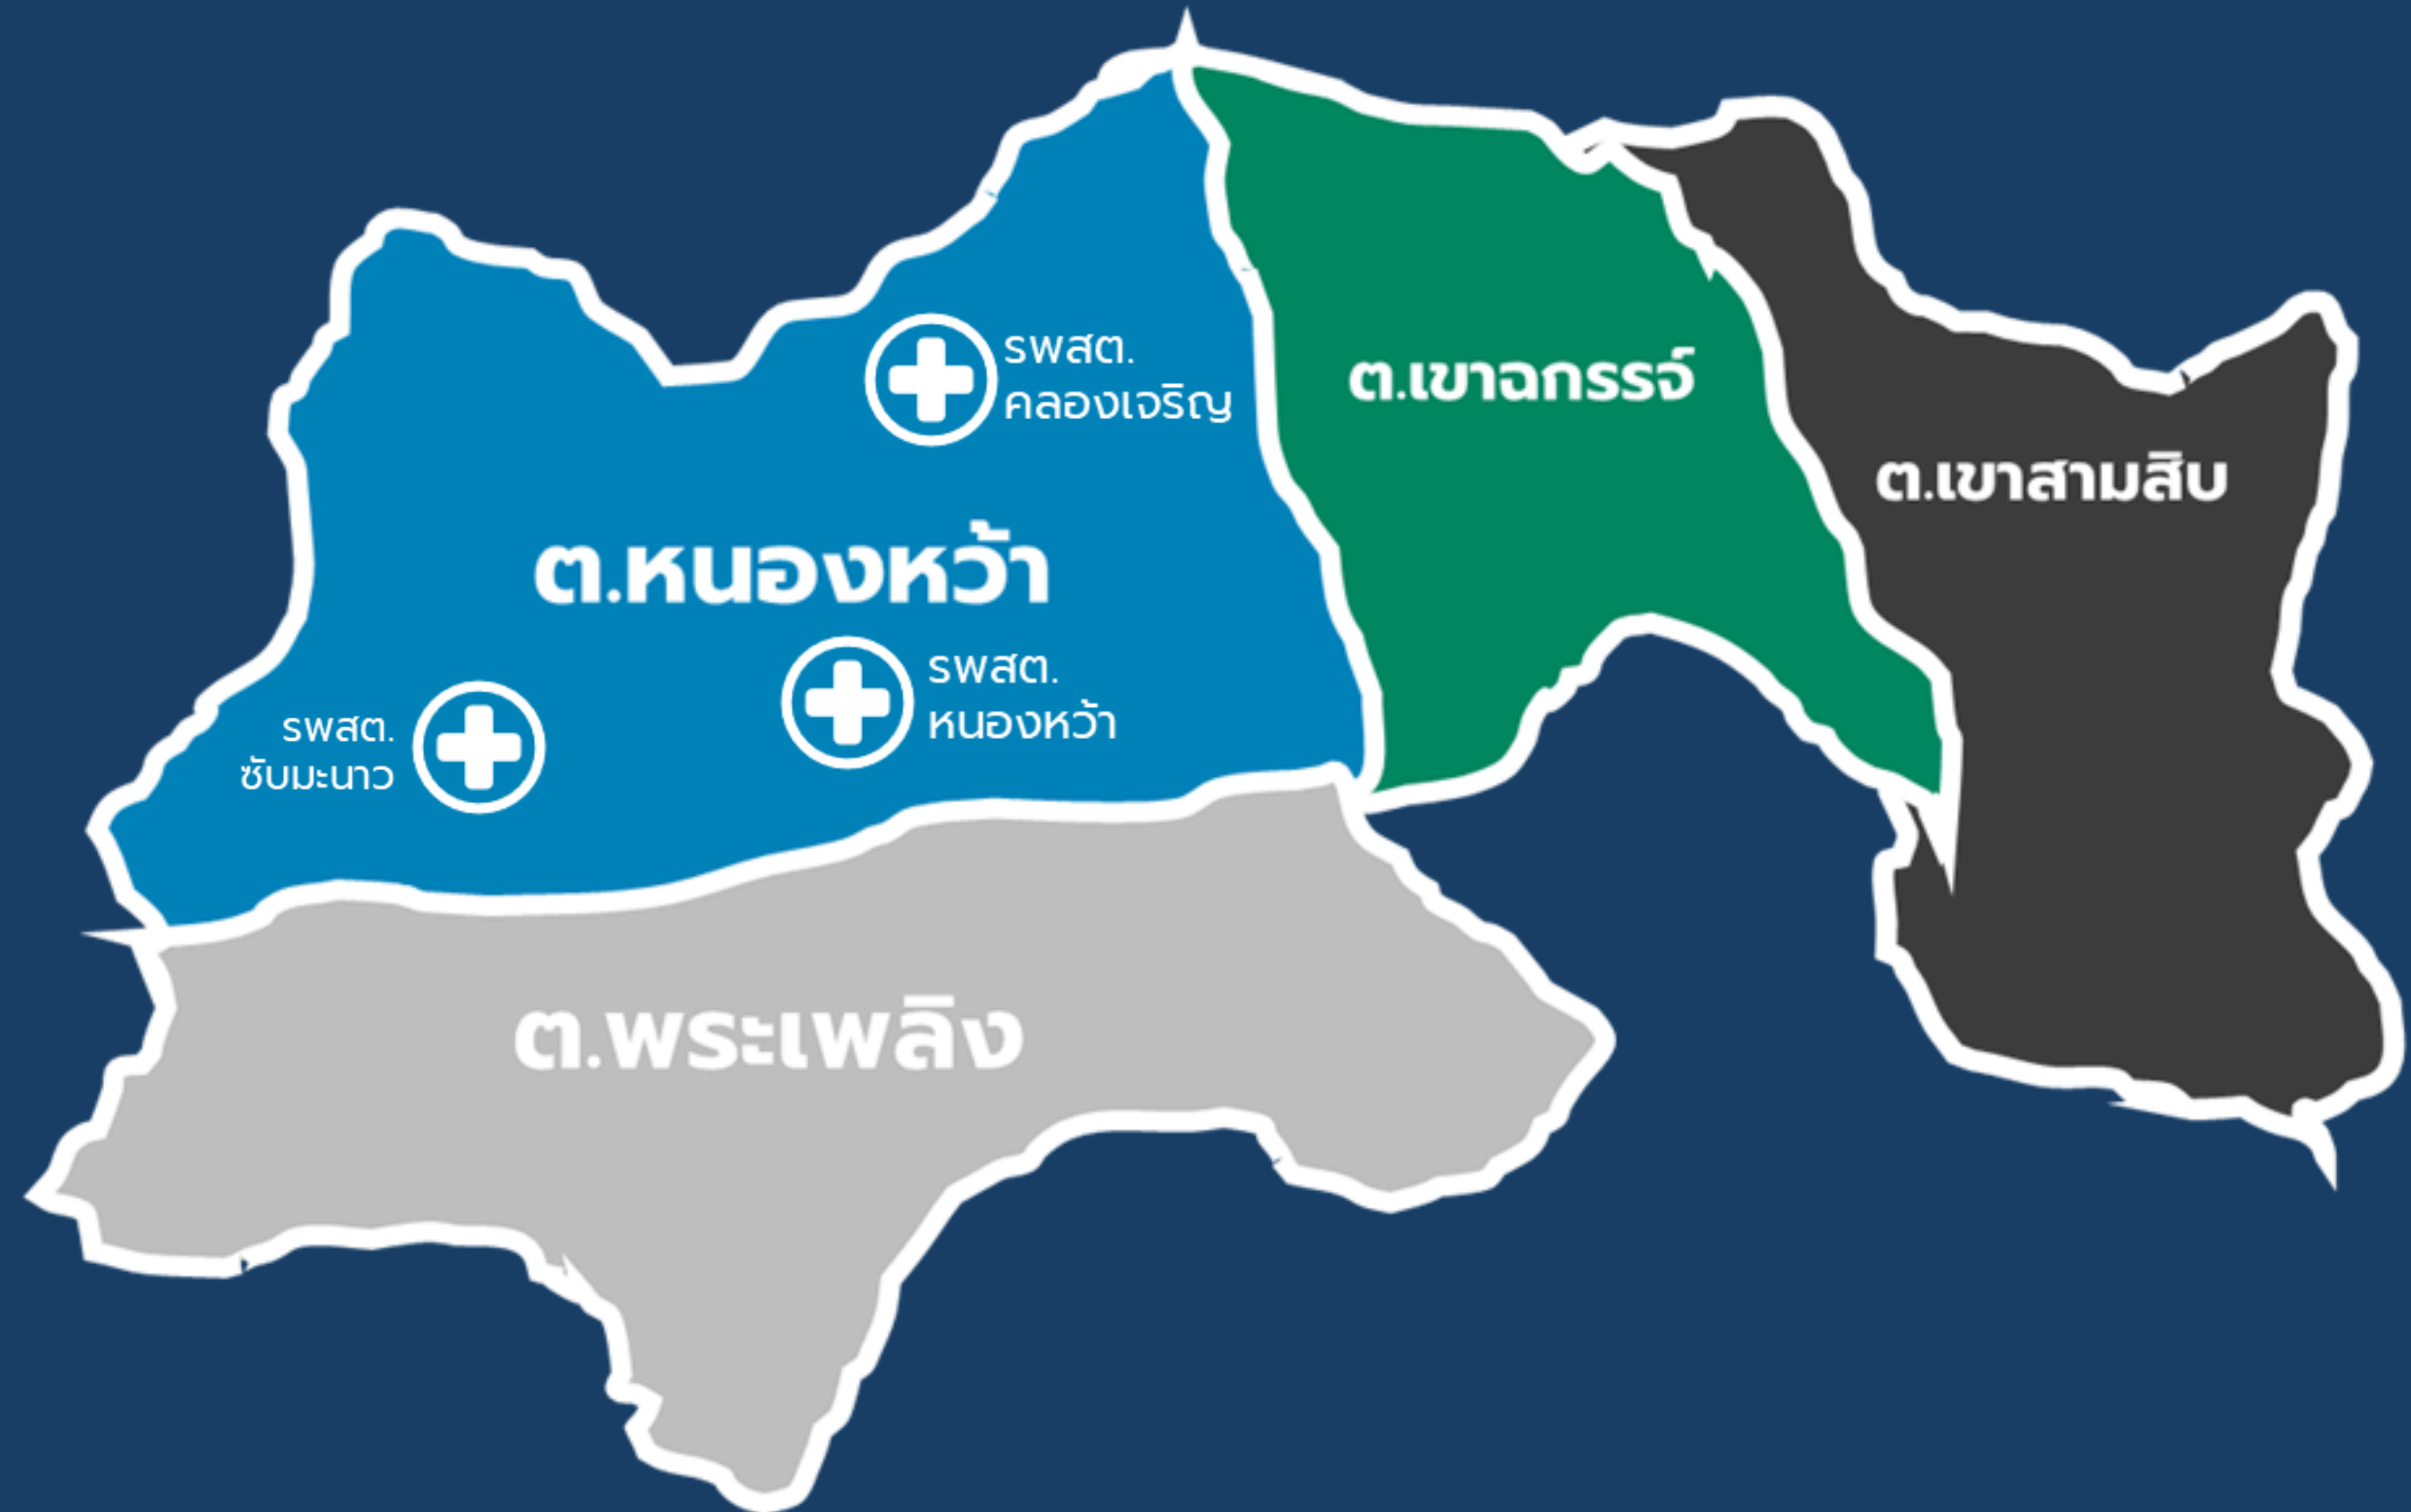 รพสต.
คลองเจริญ
ต.เขาฉกรรจ์
ต.เขาสามสิบ
ต.หนองหว้า
รพสต.
หนองหว้า
รพสต.
ซับมะนาว
ต.พระเพลิง